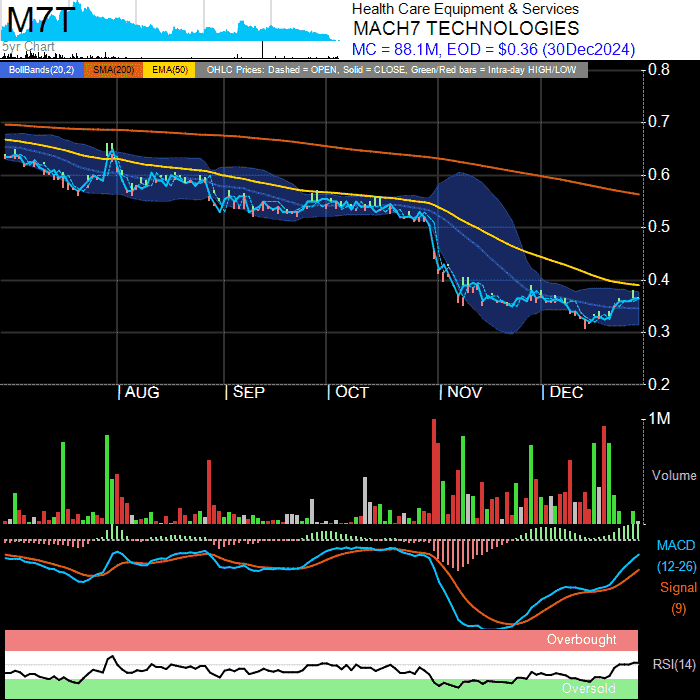 M7T
5yr Chart
Health Care Equipment & Services
MACH7 TECHNOLOGIES
MC = 88.1M, EOD = $0.36 (30Dec2024)
BollBands(20,2) SMA(200) EMA(50) OHLC Prices: Dashed = OPEN, Solid = CLOSE, Green/Red bars = Intra-day HIGH/LOW
0.8
0.7
0.6
0.5
0.4
0.3
0.2
AUG SEP OCT NOV DEC
1M
Volume
MACD
(12-26)
Signal
(9)
Overbought
RSI(14)
Oversold